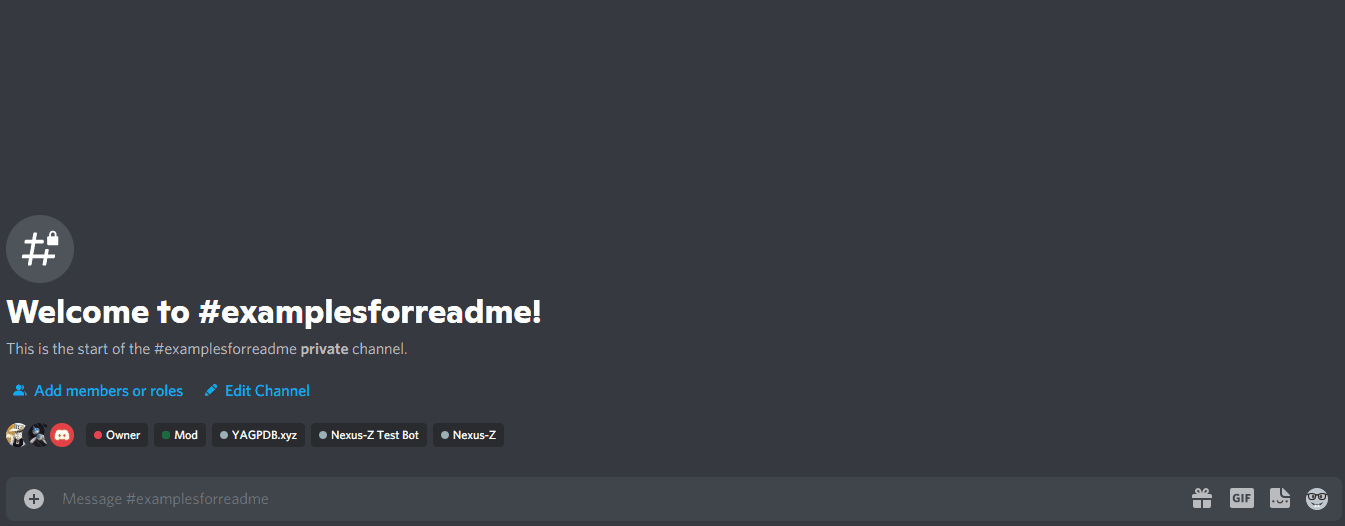 Welcome to #examplesforreadme!
This is the start of the #examplesforreadme private channel.
Add members or roles Edit Channel
Owner Mod YAGPDB.xyz Nexus-Z Test Bot Nexus-Z
Message #examplesforreadme GIF